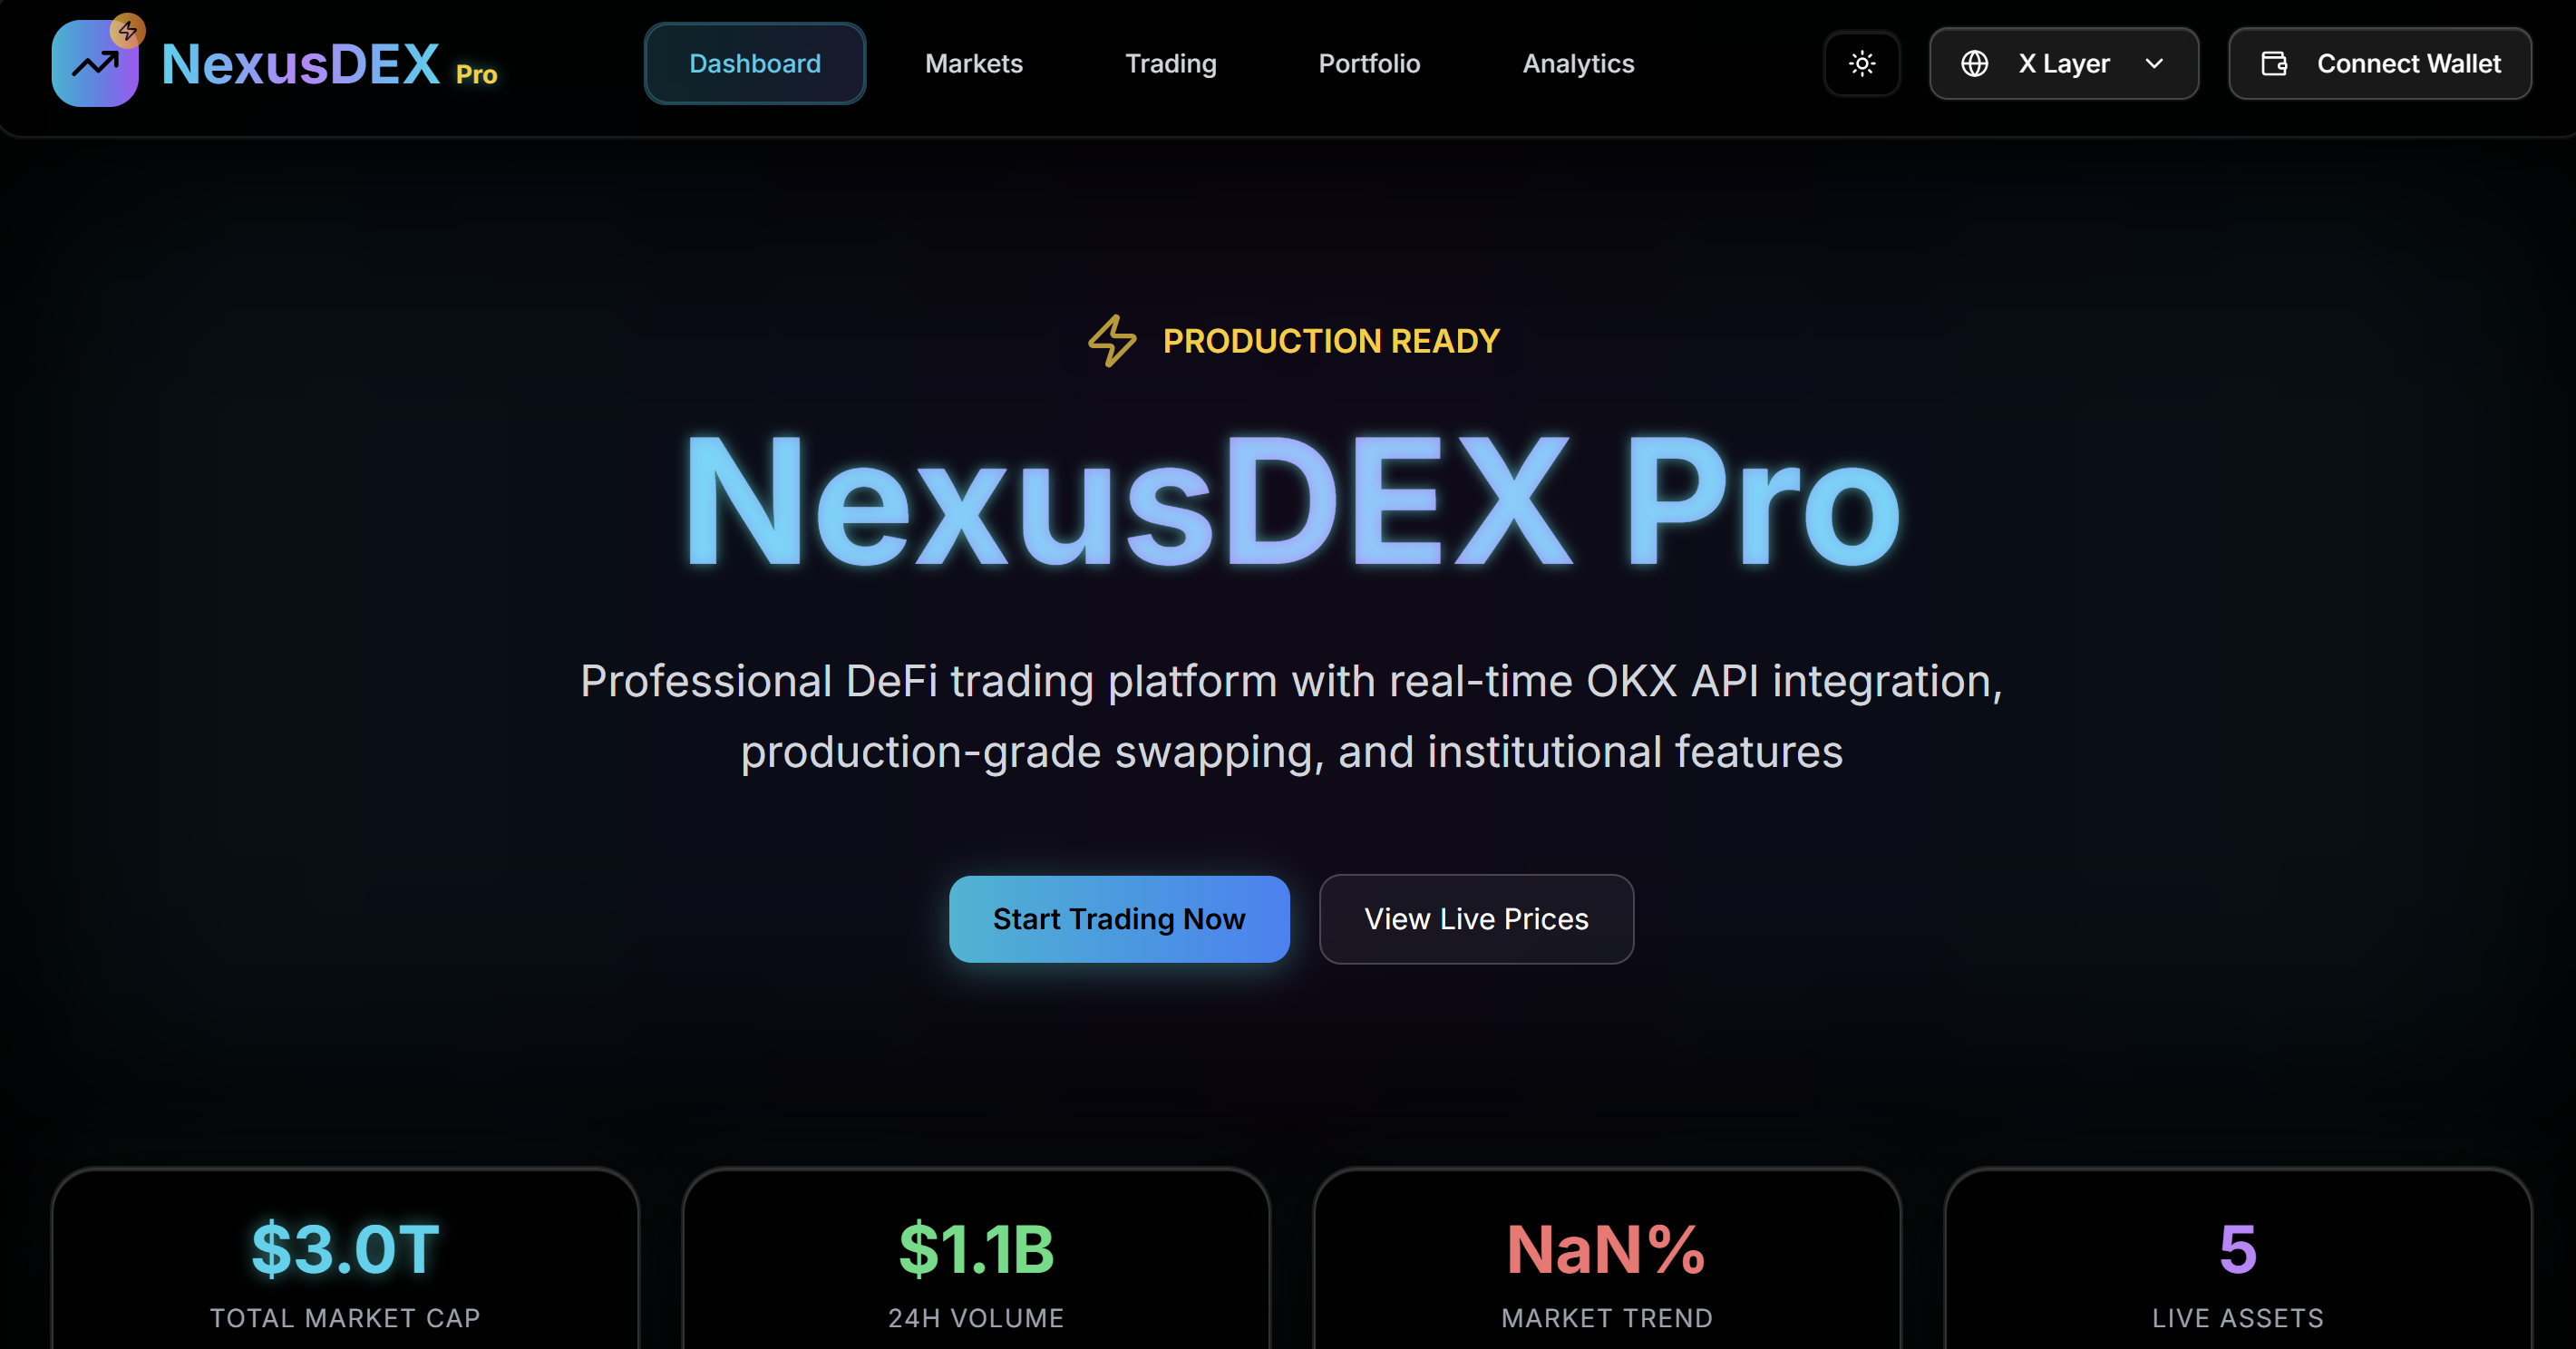 NexusDEX Pro
Dashboard
Markets
Trading
Portfolio
Analytics
X Layer
Connect Wallet
PRODUCTION READY
NexusDEX Pro
Professional DeFi trading platform with real-time OKX API integration,
production-grade swapping, and institutional features
Start Trading Now
View Live Prices
$3.0T
TOTAL MARKET CAP
$1.1B
24H VOLUME
NaN%
MARKET TREND
5
LIVE ASSETS